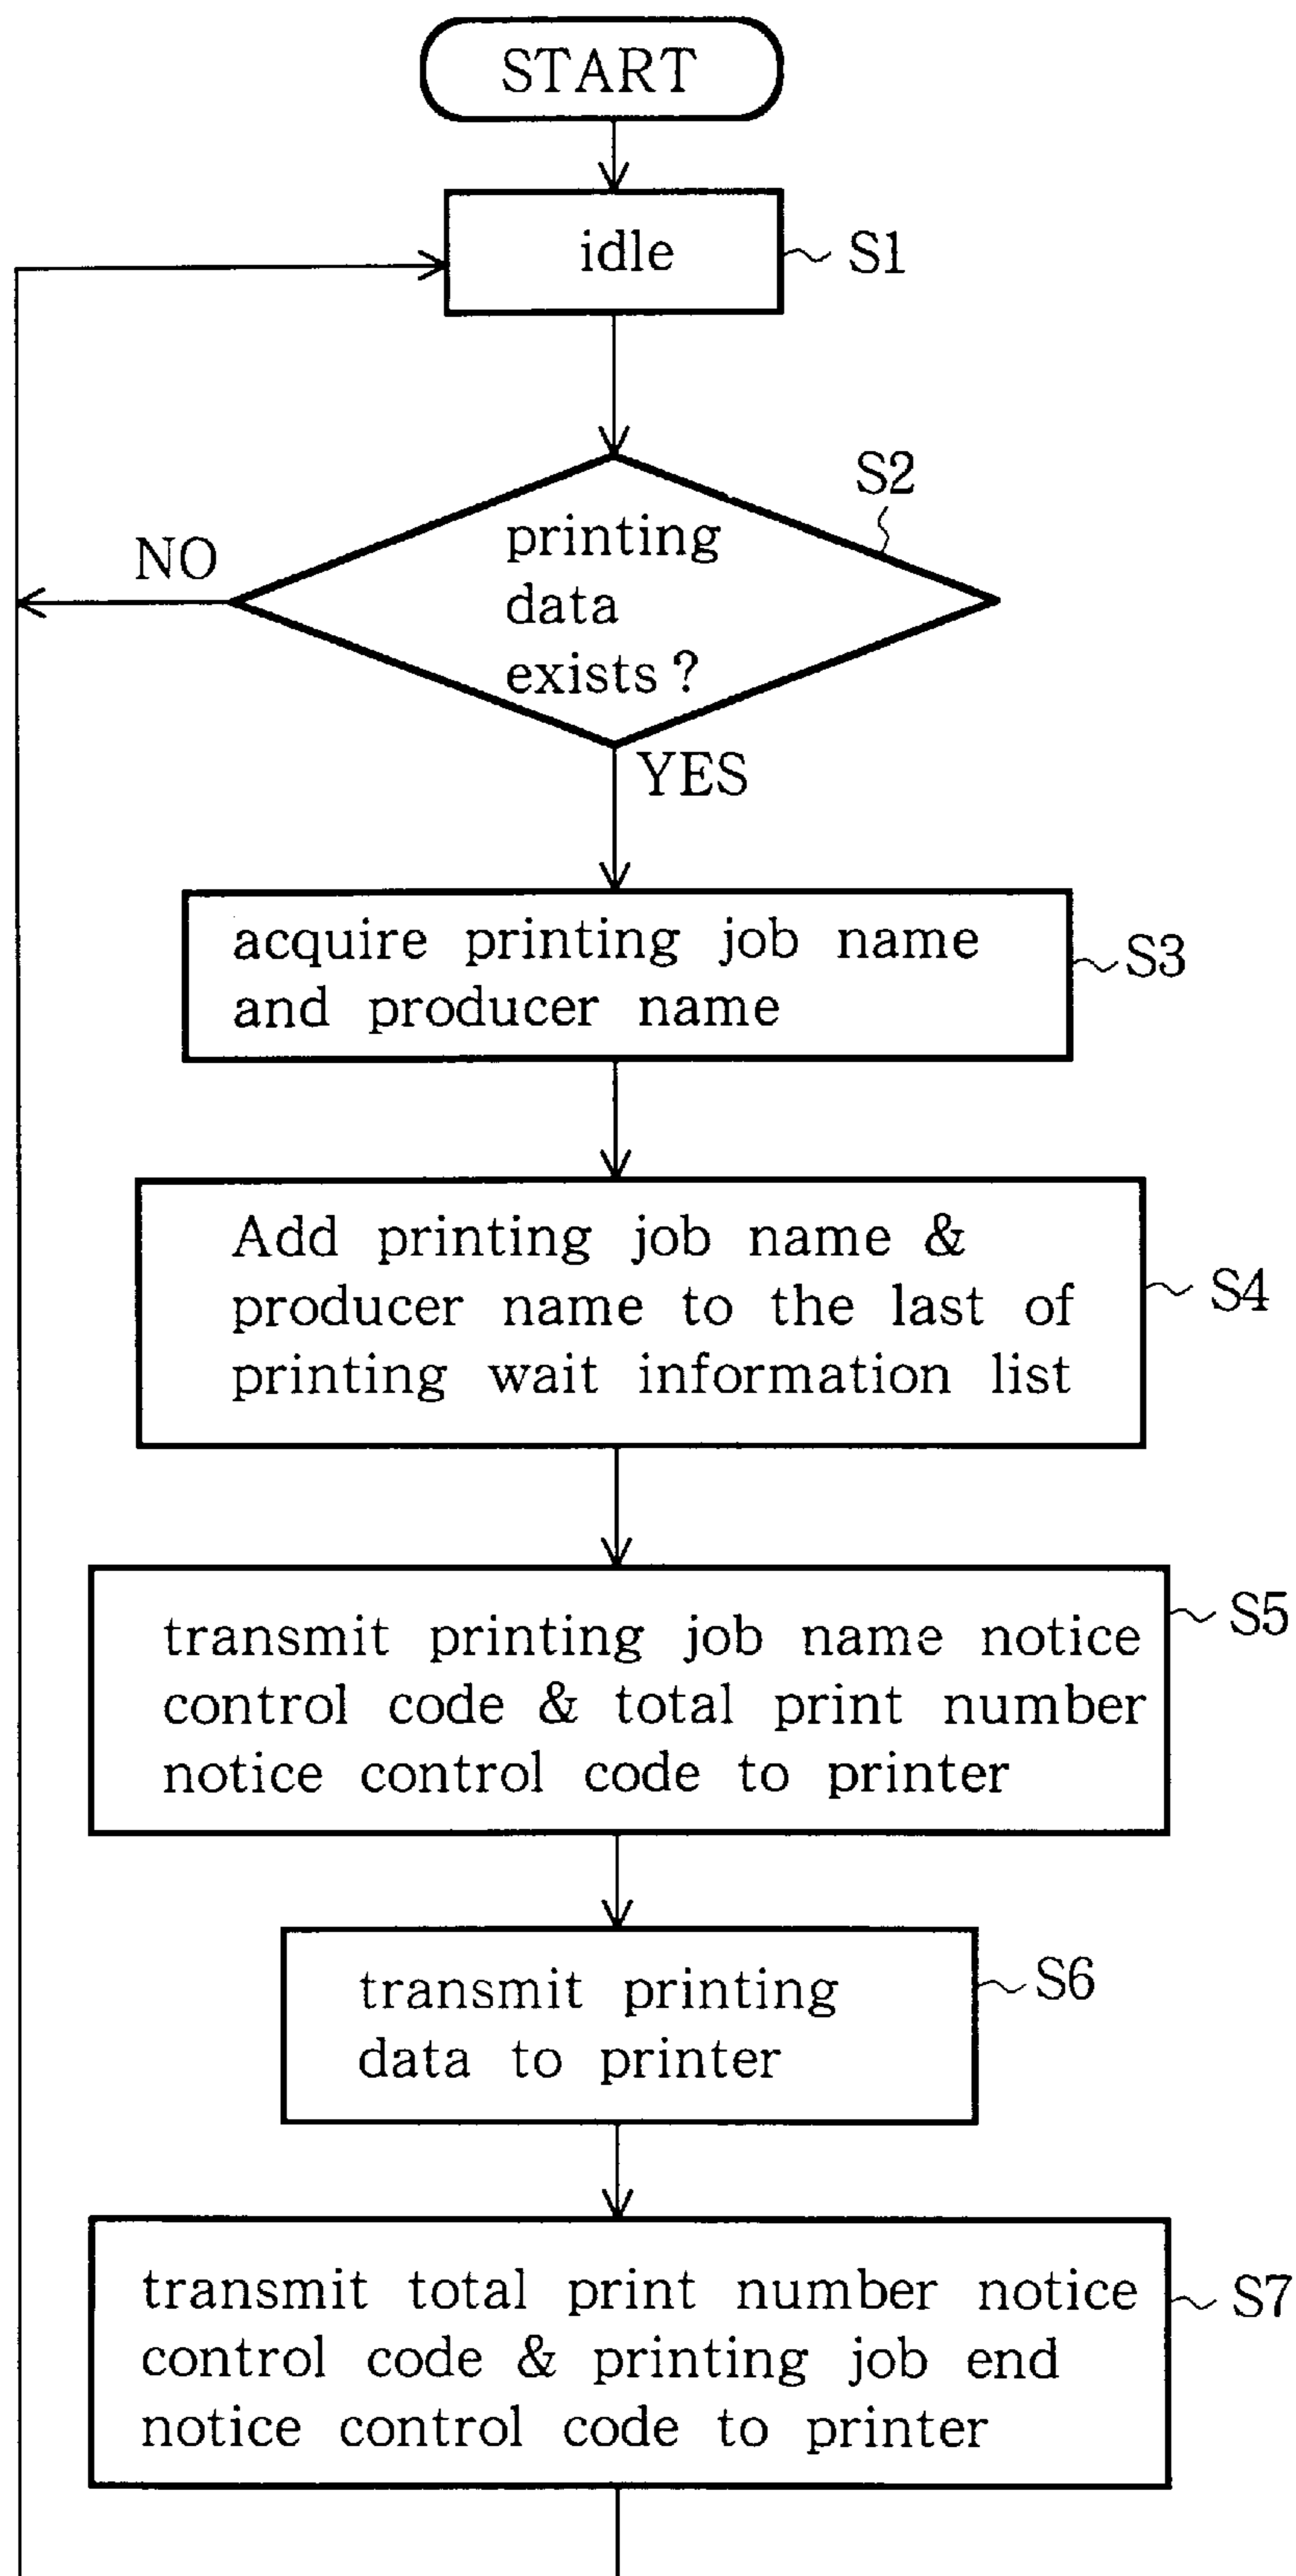 START
idle
S1
S2
printing
data
exists ?
NO
YES
acquire printing job name
and producer name
S3
Add printing job name &
producer name to the last of
printing wait information list
S4
transmit printing job name notice
control code & total print number
notice control code to printer
S5
transmit printing
data to printer
S6
transmit total print number notice
control code & printing job end
notice control code to printer
S7